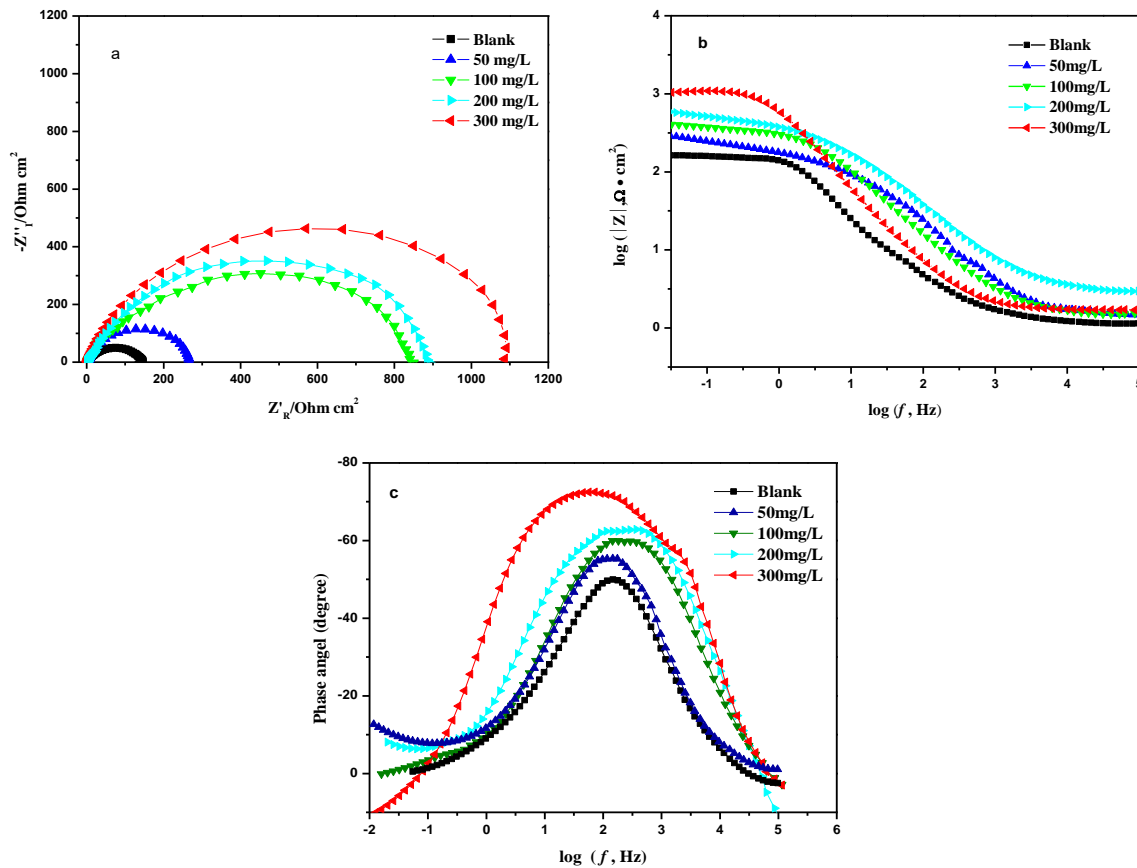 a
Blank
50 mg/L
100 mg/L
200 mg/L
300 mg/L
1200
1000
800
600
400
200
0
-Z''I/Ohm cm2
0 200 400 600 800 1000 1200
Z'R/Ohm cm2
b
Blank
50mg/L
100mg/L
200mg/L
300mg/L
4
3
2
1
0
log (|Z|,Ω • cm2)
-1 0 1 2 3 4 5
log (f, Hz)
c
Blank
50mg/L
100mg/L
200mg/L
300mg/L
-80
-60
-40
-20
0
Phase angel (degree)
-2 -1 0 1 2 3 4 5 6
log (f, Hz)